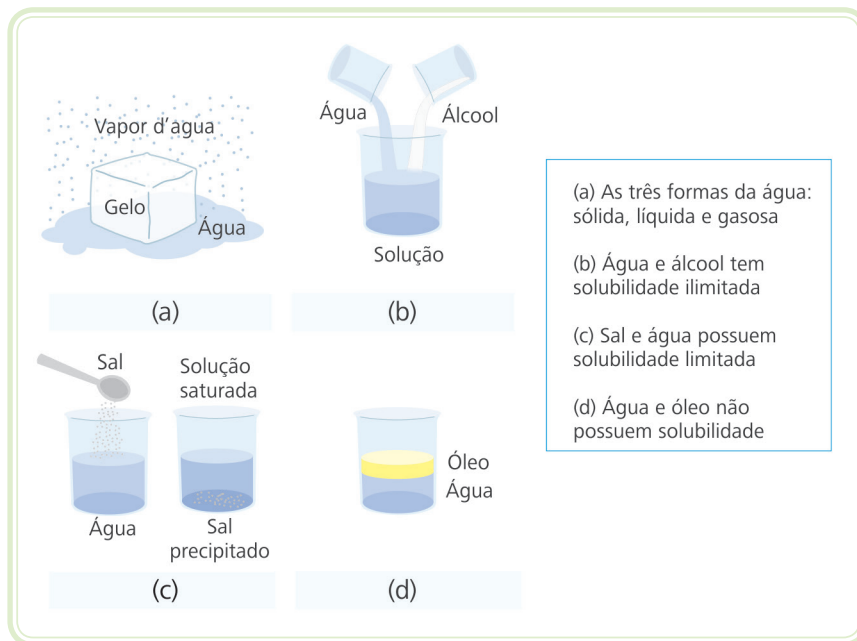 Vapor d'agua
Gelo
Água
(a)
Água
Álcool
Solução
(b)
Sal
Água
Solução
saturada
Sal
precipitado
(c)
Óleo
Água
(d)
(a) As três formas da água:
sólida, líquida e gasosa
(b) Água e álcool tem
solubilidade ilimitada
(c) Sal e água possuem
solubilidade limitada
(d) Água e óleo não
possuem solubilidade